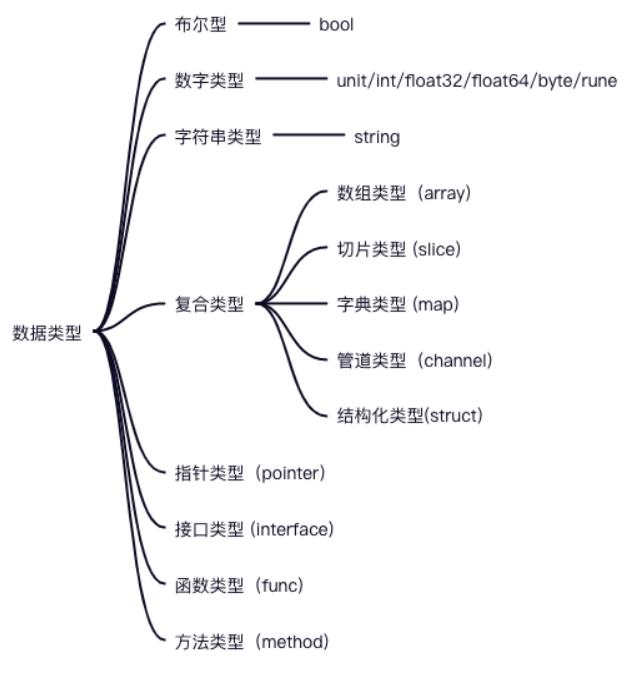 布尔型
bool
数字类型
unit/int/float32/float64/byte/rune
字符串类型
string
数组类型（array)
切片类型 (slice)
复合类型
字典类型 (map)
数据类型
管道类型（channel)
结构化类型(struct)
指针类型（pointer)
接口类型 (interface)
函数类型（func)
方法类型（method)